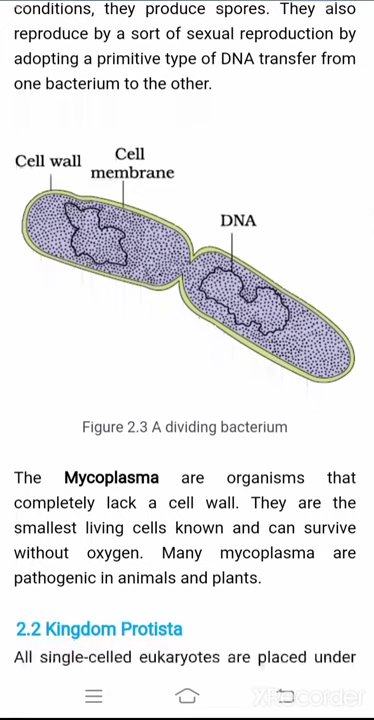 conditions, they produce spores. They also
reproduce by a sort of sexual reproduction by
adopting a primitive type of DNA transfer from
one bacterium to the other.
Cell wall
Cell
membrane
DNA
Figure 2.3 A dividing bacterium
The Mycoplasma are organisms that
completely lack a cell wall. They are the
smallest living cells known and can survive
without oxygen. Many mycoplasma are
pathogenic in animals and plants.
2.2 Kingdom Protista
All single-celled eukaryotes are placed under
XRecorder